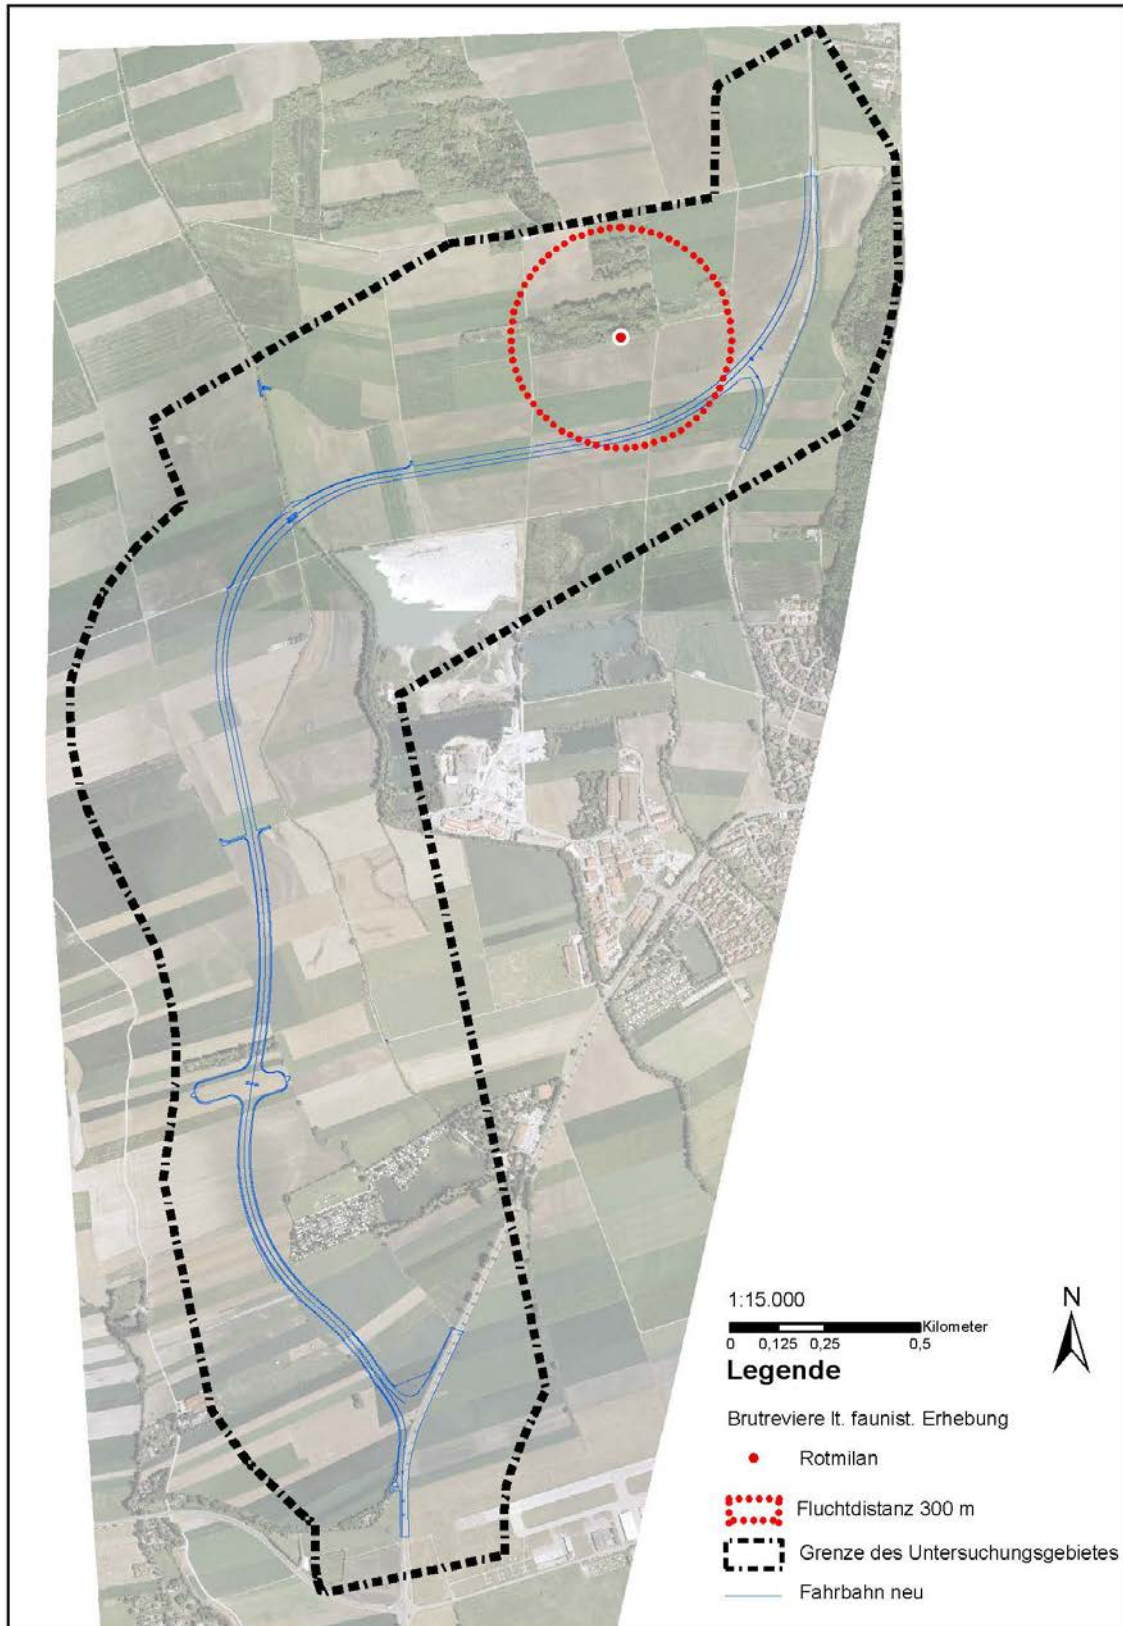 1:15.000
N
Kilometer
0 0,125 0,25 0,5
Legende
Brutreviere lt. faunist. Erhebung
Rotmilan
Fluchtdistanz 300 m
Grenze des Untersuchungsgebietes
Fahrbahn neu